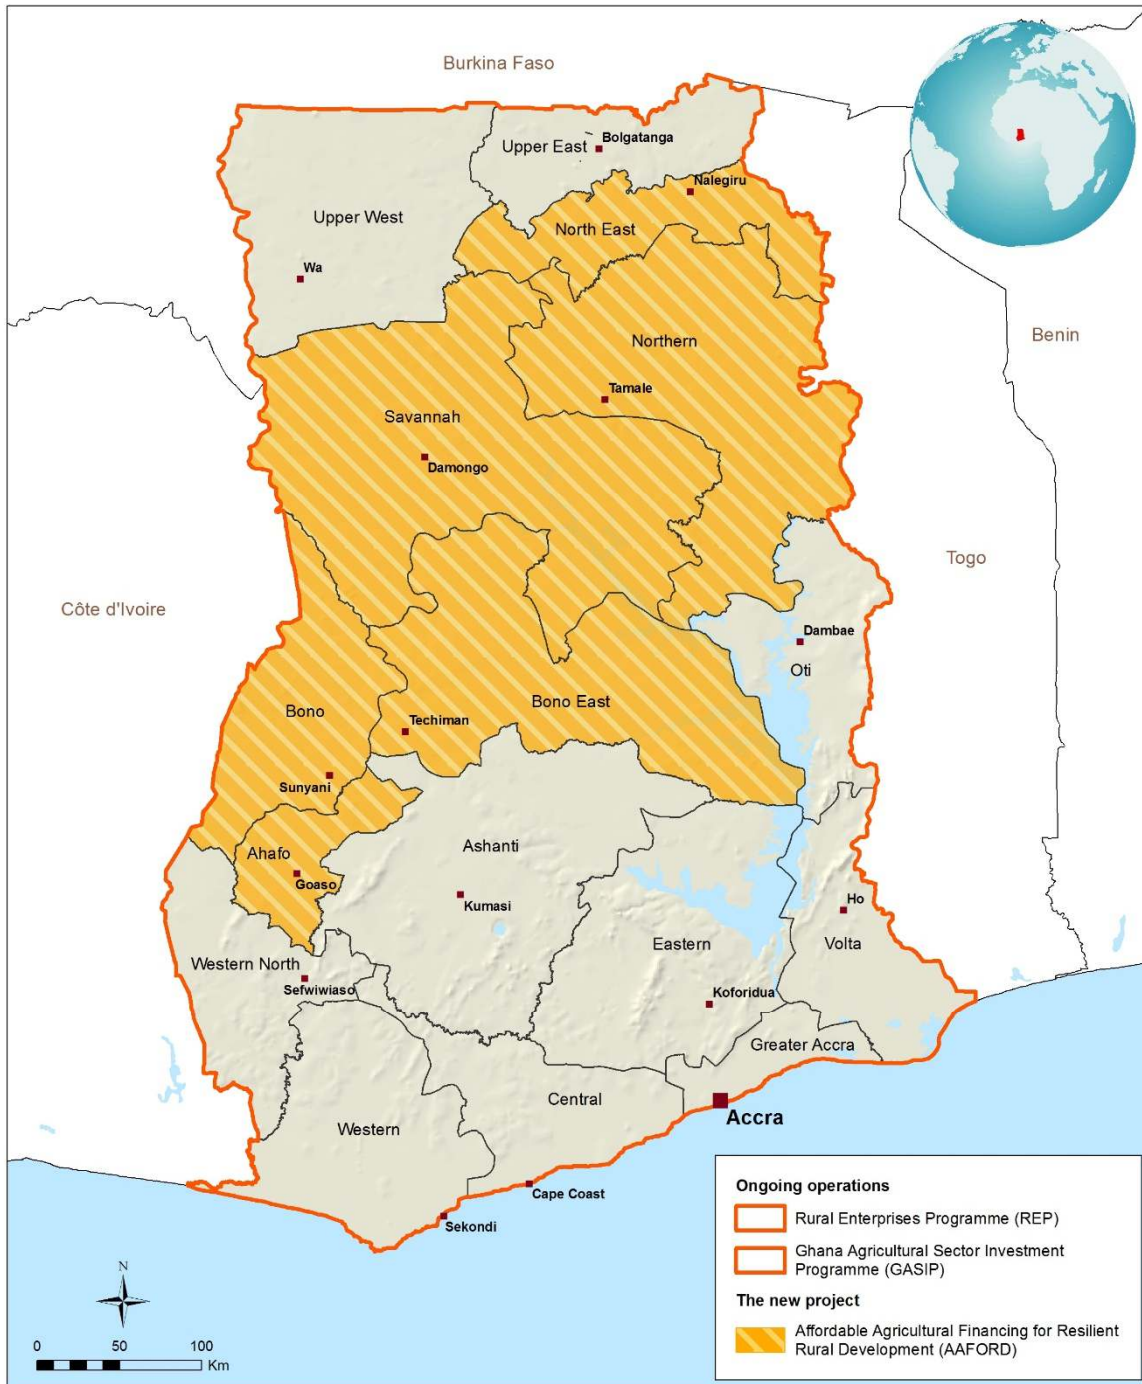 Burkina Faso
Upper East
Bolgatanga
Nalegiru
Upper West
North East
Wa
Northern
Benin
Tamale
Savannah
Damongo
Togo
Côte d'Ivoire
Dambae
Oti
Bono
Bono East
Techiman
Sunyani
Ashanti
Ahafo
Goaso
Kumasi
Ho
Eastern
Volta
Western North
Sefwiwiaso
Koforidua
Greater Accra
Central
Accra
Western
Cape Coast
Sekondi
N
0 50 100
Km
Ongoing operations
Rural Enterprises Programme (REP)
Ghana Agricultural Sector Investment
Programme (GASIP)
The new project
Affordable Agricultural Financing for Resilient
Rural Development (AAFORD)